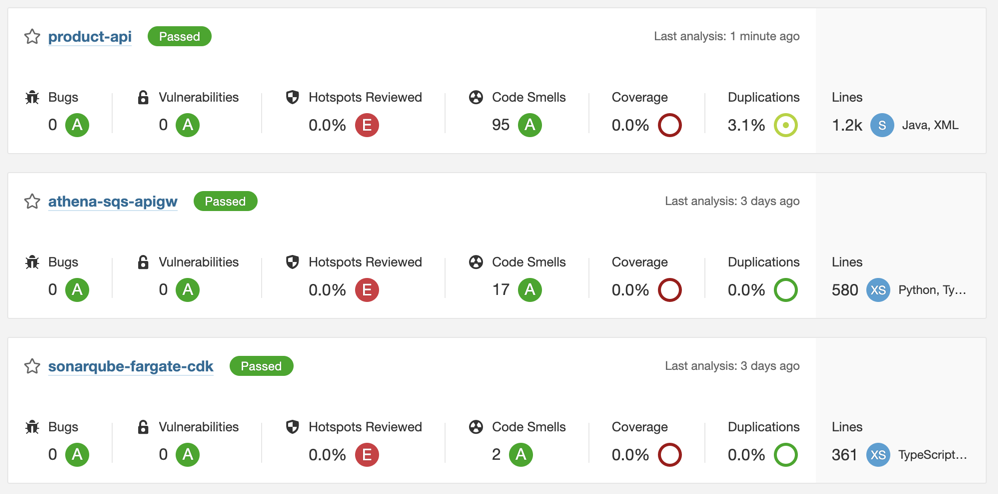 product-api Passed Last analysis: 1 minute ago
Bugs Vulnerabilities Hotspots Reviewed Code Smells Coverage Duplications Lines
0 A 0 A 0.0% E 95 A 0.0% 3.1% 1.2k S Java, XML
athena-sqs-apigw Passed Last analysis: 3 days ago
Bugs Vulnerabilities Hotspots Reviewed Code Smells Coverage Duplications Lines
0 A 0 A 0.0% E 17 A 0.0% 0.0% 580 XS Python, Ty...
sonarqube-fargate-cdk Passed Last analysis: 3 days ago
Bugs Vulnerabilities Hotspots Reviewed Code Smells Coverage Duplications Lines
0 A 0 A 0.0% E 2 A 0.0% 0.0% 361 XS TypeScript...